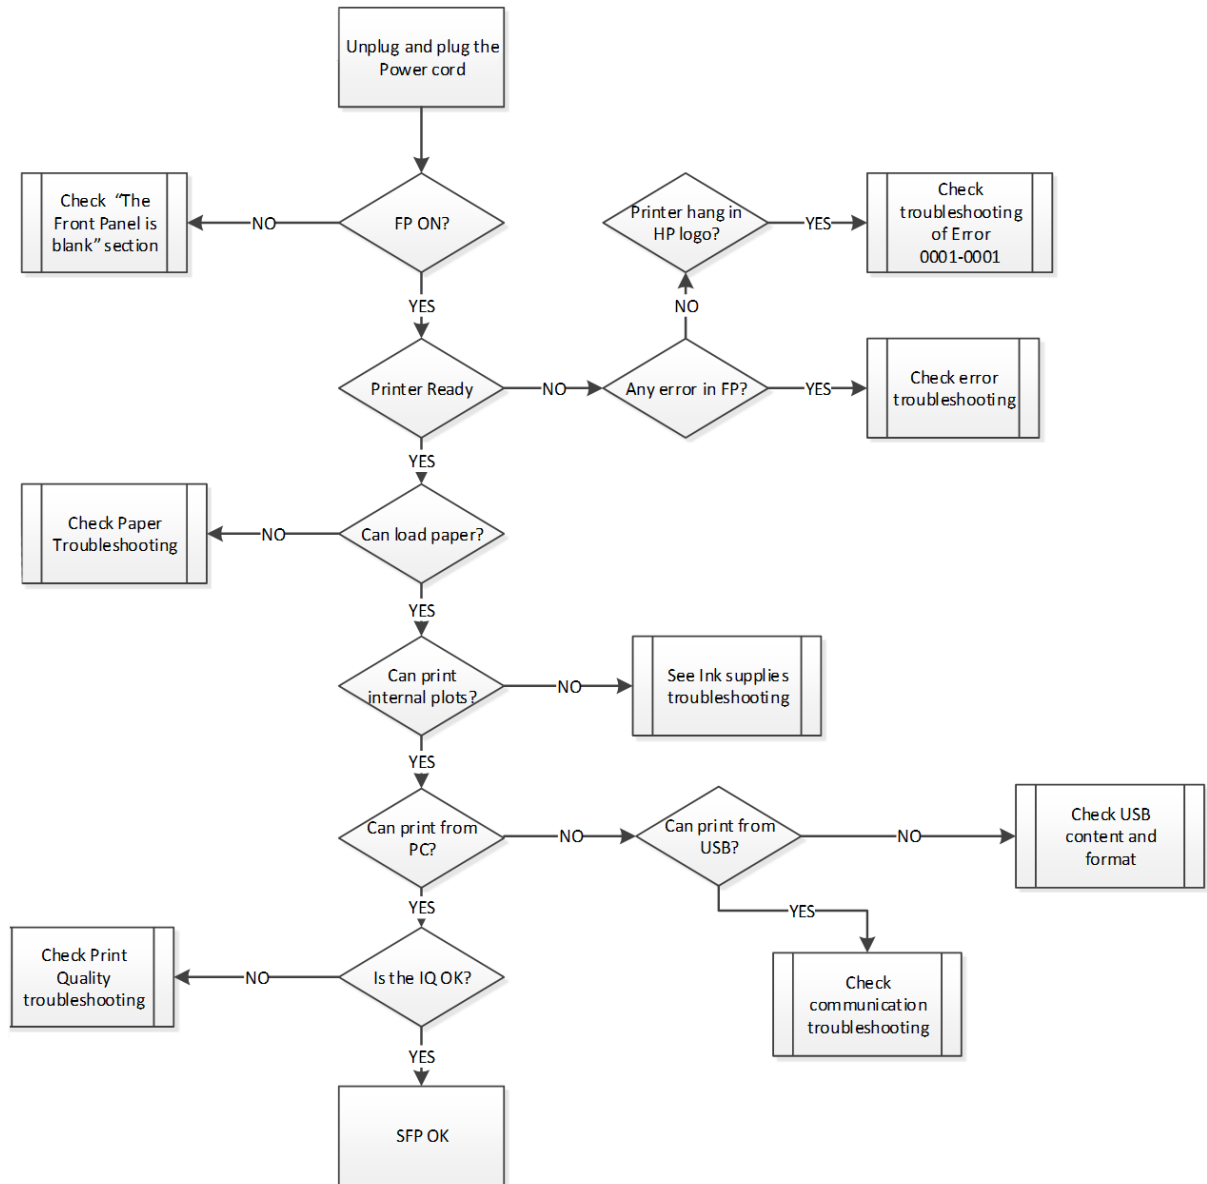 Unplug and plug the
Power cord
Check “The
Front Panel is
blank” section
NO
FP ON?
Printer hang in
HP logo?
YES
Check
troubleshooting
of Error
0001-0001
YES
NO
Printer Ready
NO
Any error in FP?
YES
Check error
troubleshooting
YES
Check Paper
Troubleshooting
NO
Can load paper?
YES
Can print
internal plots?
NO
See Ink supplies
troubleshooting
YES
Can print from
PC?
NO
Can print from
USB?
NO
Check USB
content and
format
YES
YES
Check Print
Quality
troubleshooting
NO
Is the IQ OK?
Check
communication
troubleshooting
YES
SFP OK